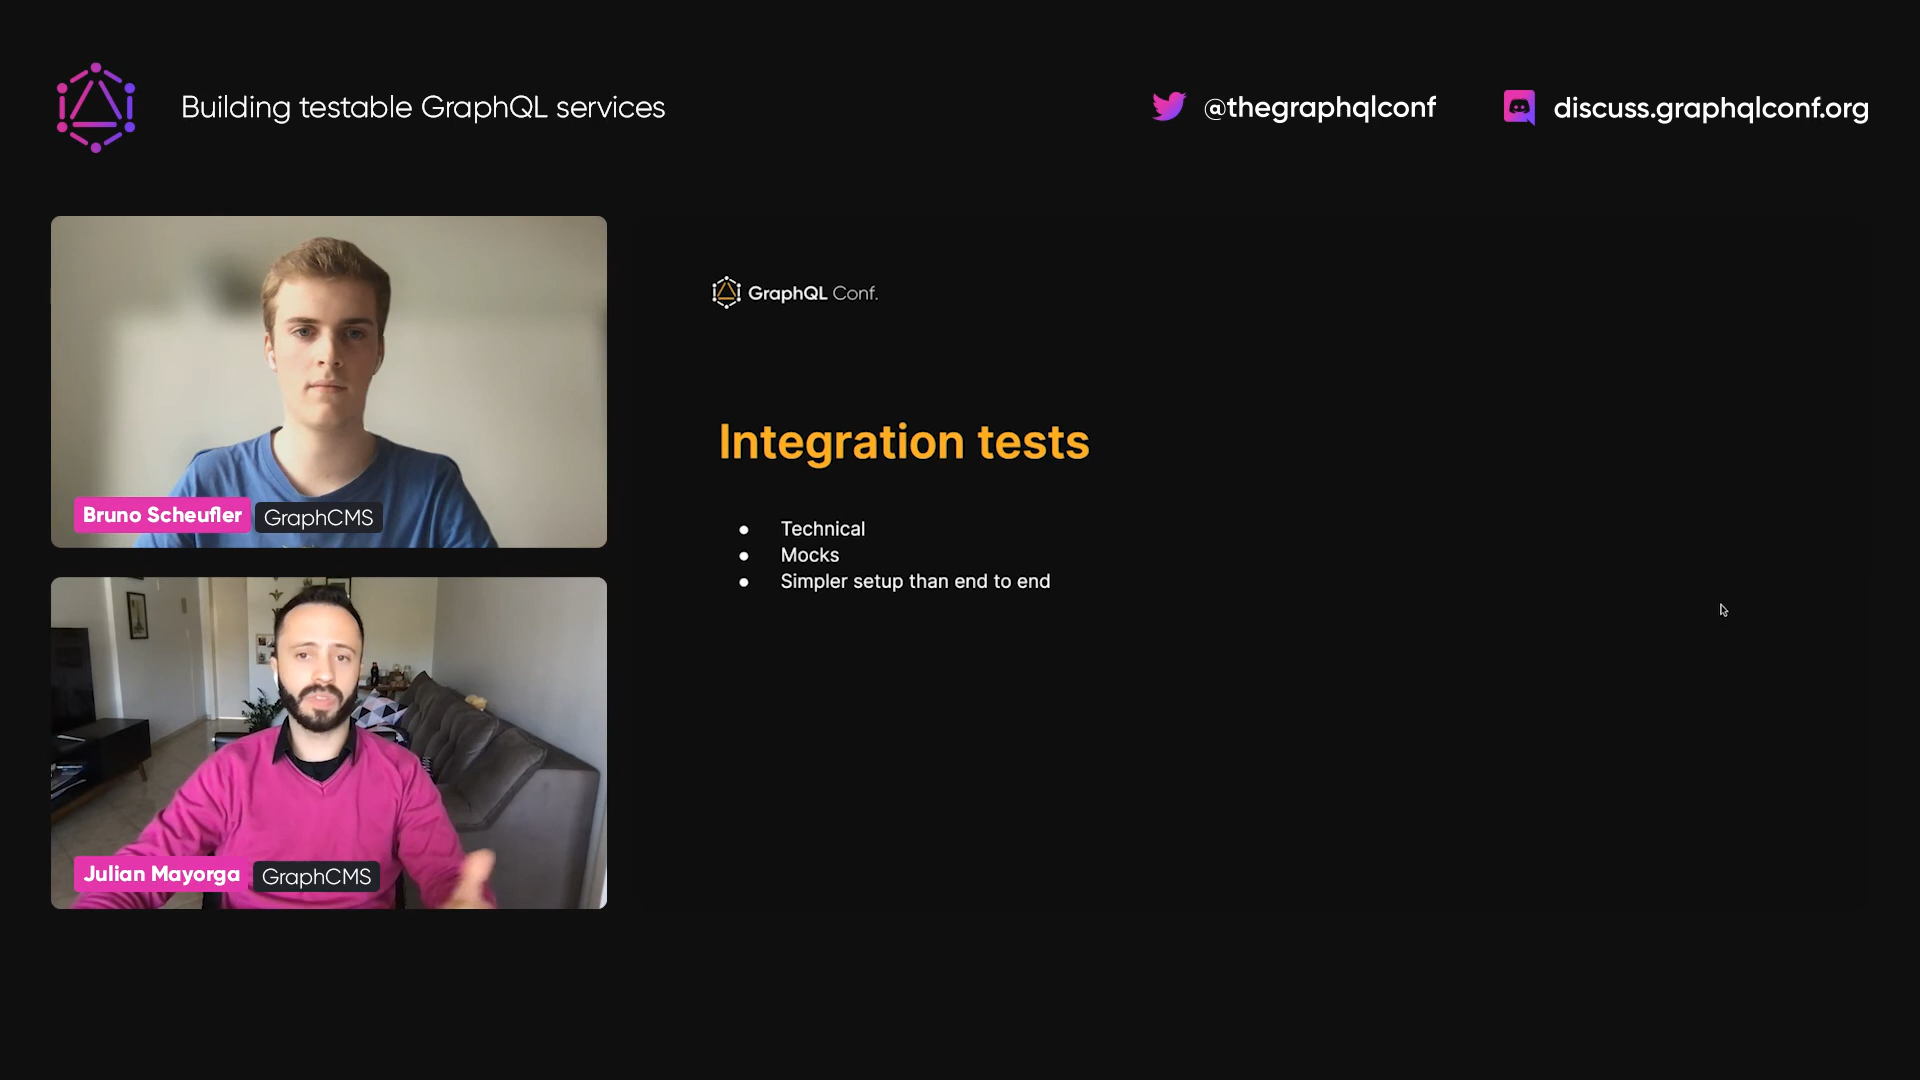 Building testable GraphQL services
@thegraphqlconf
discuss.graphqlconf.org
Bruno Scheufler
GraphCMS
Julian Mayorga
GraphCMS
GraphQL Conf.
Integration tests
● Technical
● Mocks
● Simpler setup than end to end